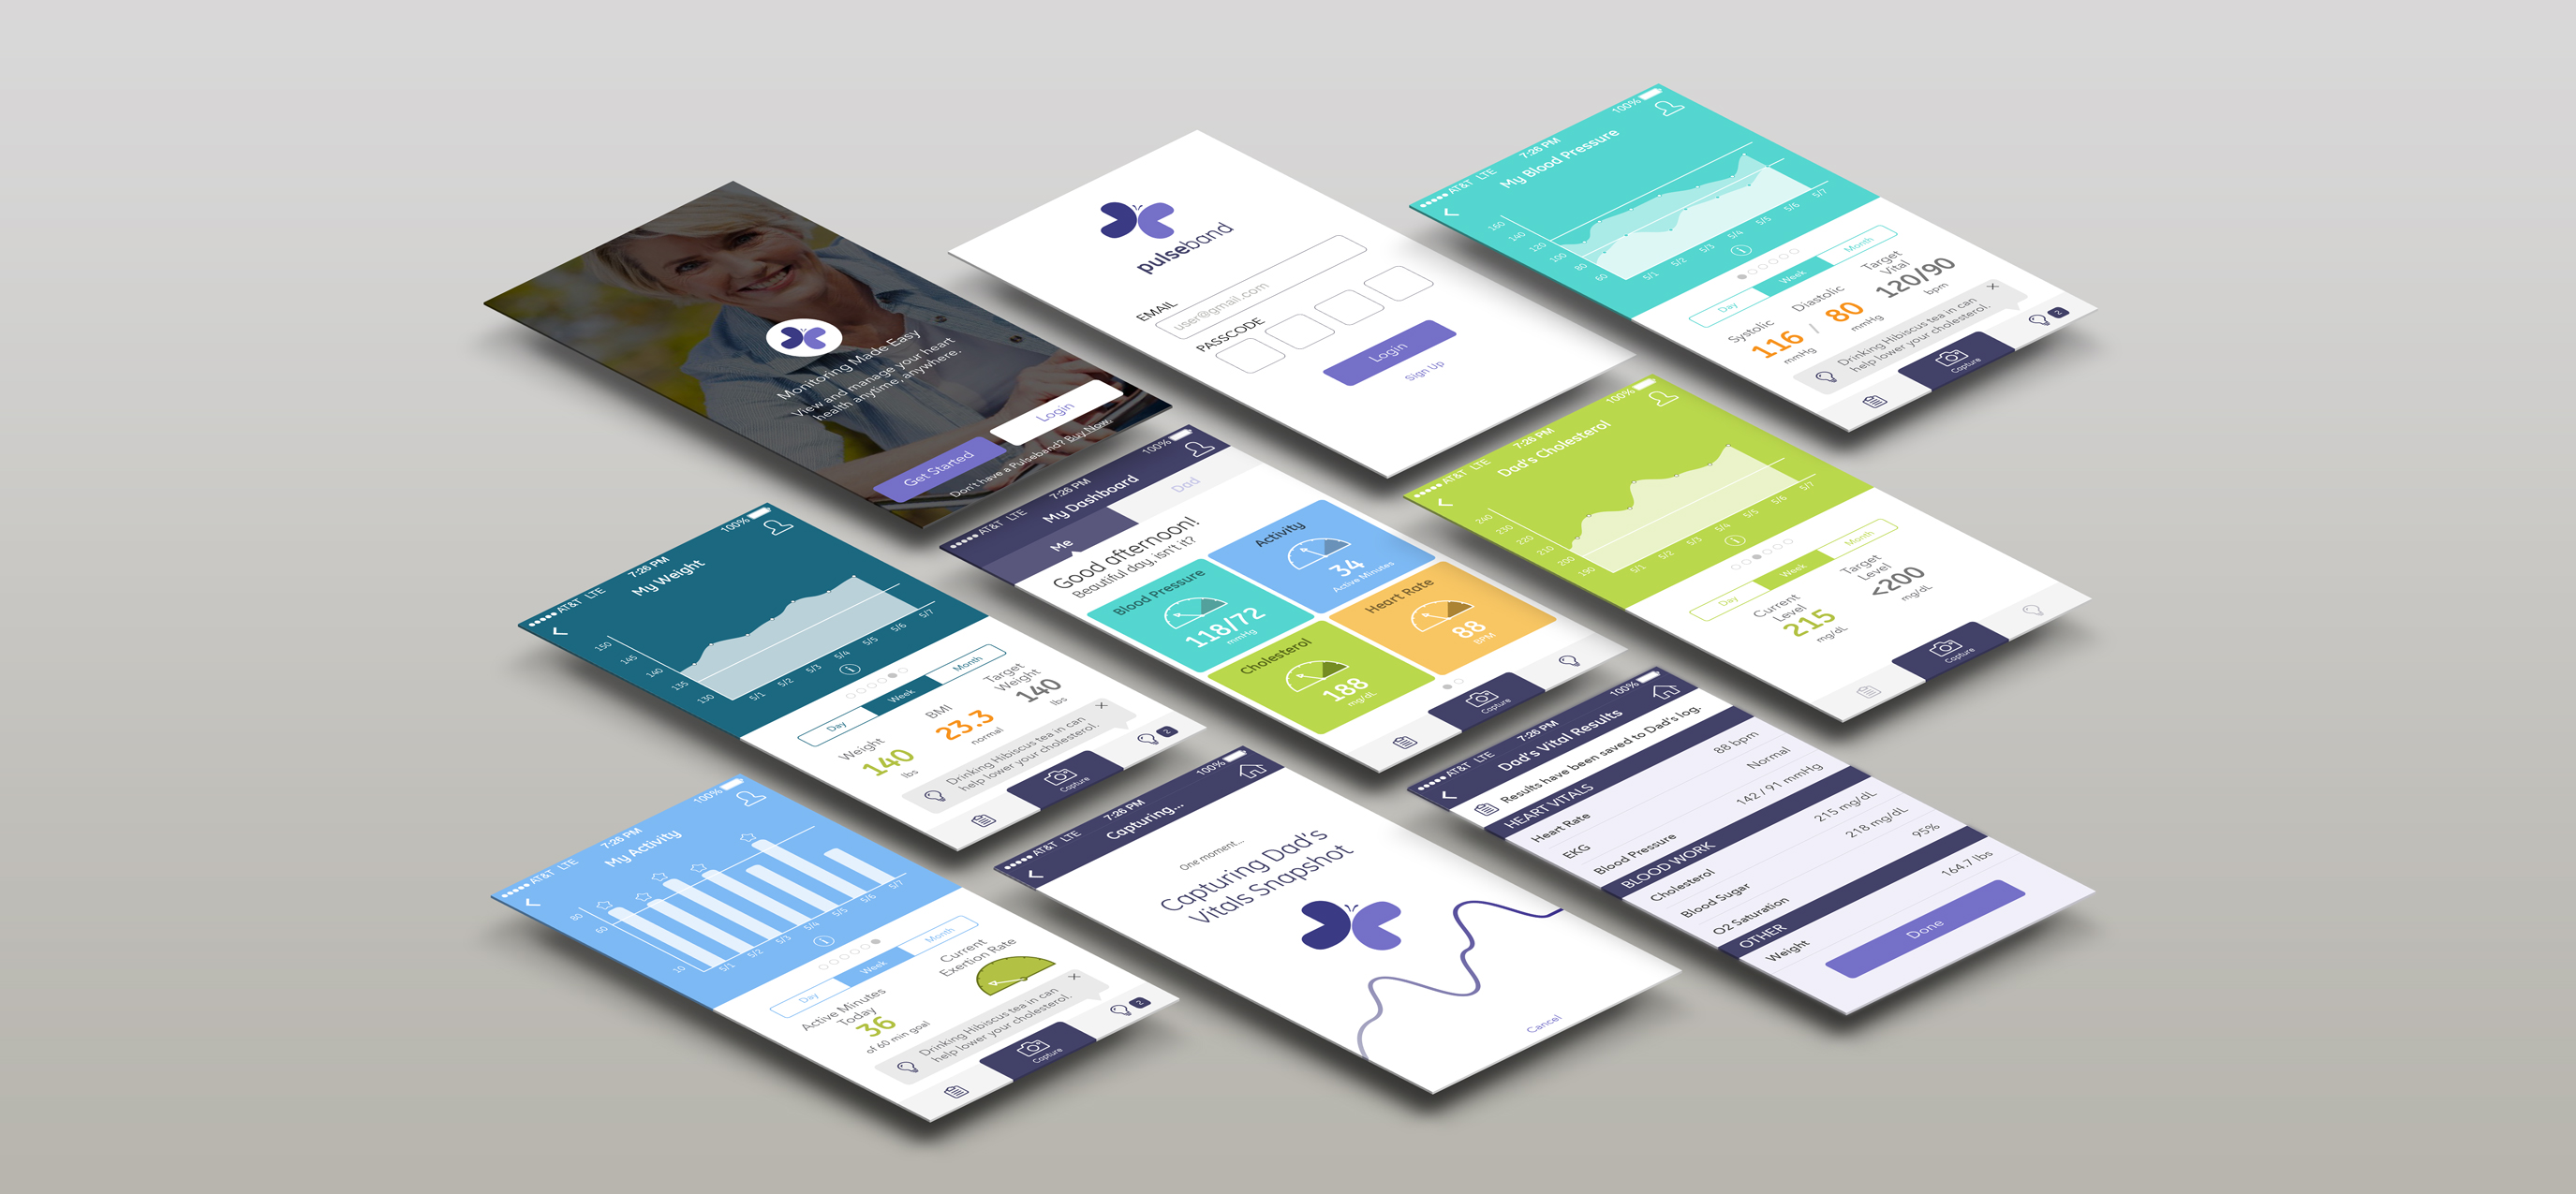 Monitoring Made Easy
View and manage your heart
health anytime, anywhere.
Get Started
Login
Don't have a Pulseband? Buy Now.
pulseband
EMAIL
user@gmail.com
PASSCODE
Login
Sign Up
AT&T LTE
7:26 PM
100%
My Blood Pressure
160
140
120
100
80
60
5/1
5/2
5/3
5/4
5/5
5/6
5/7
Day
Week
Month
Systolic
116
mmHg
/
Diastolic
80
mmHg
Target
Vital
120/90
bpm
Drinking Hibiscus tea in can
help lower your cholesterol.
Capture
2
AT&T LTE
7:26 PM
100%
My Weight
150
145
140
135
130
5/1
5/2
5/3
5/4
5/5
5/6
5/7
Day
Week
Month
Weight
140
lbs
BMI
23.3
normal
Target
Weight
140
lbs
Drinking Hibiscus tea in can
help lower your cholesterol.
Capture
2
AT&T LTE
7:26 PM
100%
My Dashboard
Me
Dad
Good afternoon!
Beautiful day, isn't it?
Blood Pressure
118/72
mmHg
Activity
34
Active Minutes
Cholesterol
188
mg/dL
Heart Rate
88
BPM
Capture
AT&T LTE
7:26 PM
100%
Dad's Cholesterol
240
230
220
210
200
190
5/1
5/2
5/3
5/4
5/5
5/6
5/7
Day
Week
Month
Current
Level
215
mg/dL
Target
Level
<200
mg/dL
Capture
AT&T LTE
7:26 PM
100%
My Activity
80
60
10
5/1
5/2
5/3
5/4
5/5
5/6
5/7
Day
Week
Month
Active Minutes
Today
36
of 60 min goal
Current
Exertion Rate
Drinking Hibiscus tea in can
help lower your cholesterol.
Capture
2
AT&T LTE
7:26 PM
100%
Capturing...
One moment...
Capturing Dad's
Vitals Snapshot
Cancel
AT&T LTE
7:26 PM
100%
Dad's Vital Results
Results have been saved to Dad's log.
HEART VITALS
Heart Rate 88 bpm
EKG Normal
Blood Pressure 142 / 91 mmHg
BLOOD WORK
Cholesterol 215 mg/dL
Blood Sugar 218 mg/dL
O2 Saturation 95%
OTHER
Weight 164.7 lbs
Done